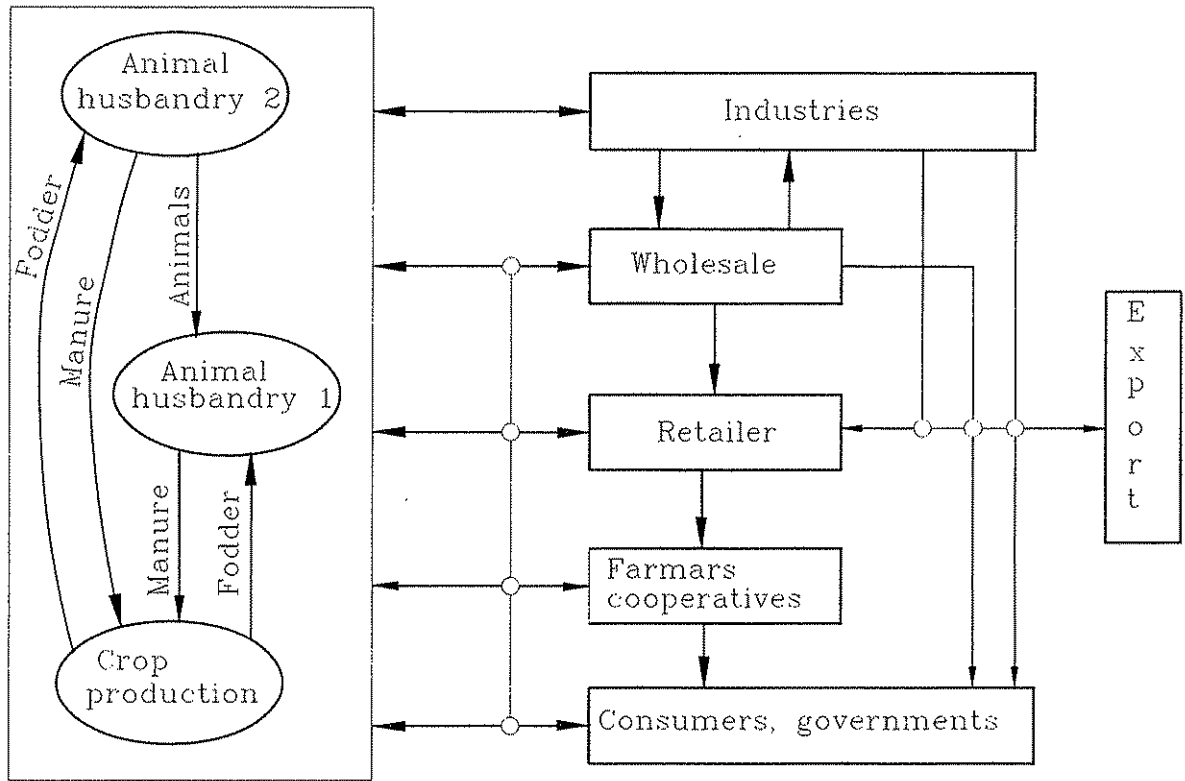 Animal
husbandry 2
Industries
Fodder
Manure
Animals
Wholesale
Export
Animal
husbandry 1
Retailer
Manure
Fodder
Farmars
cooperatives
Crop
production
Consumers, governments